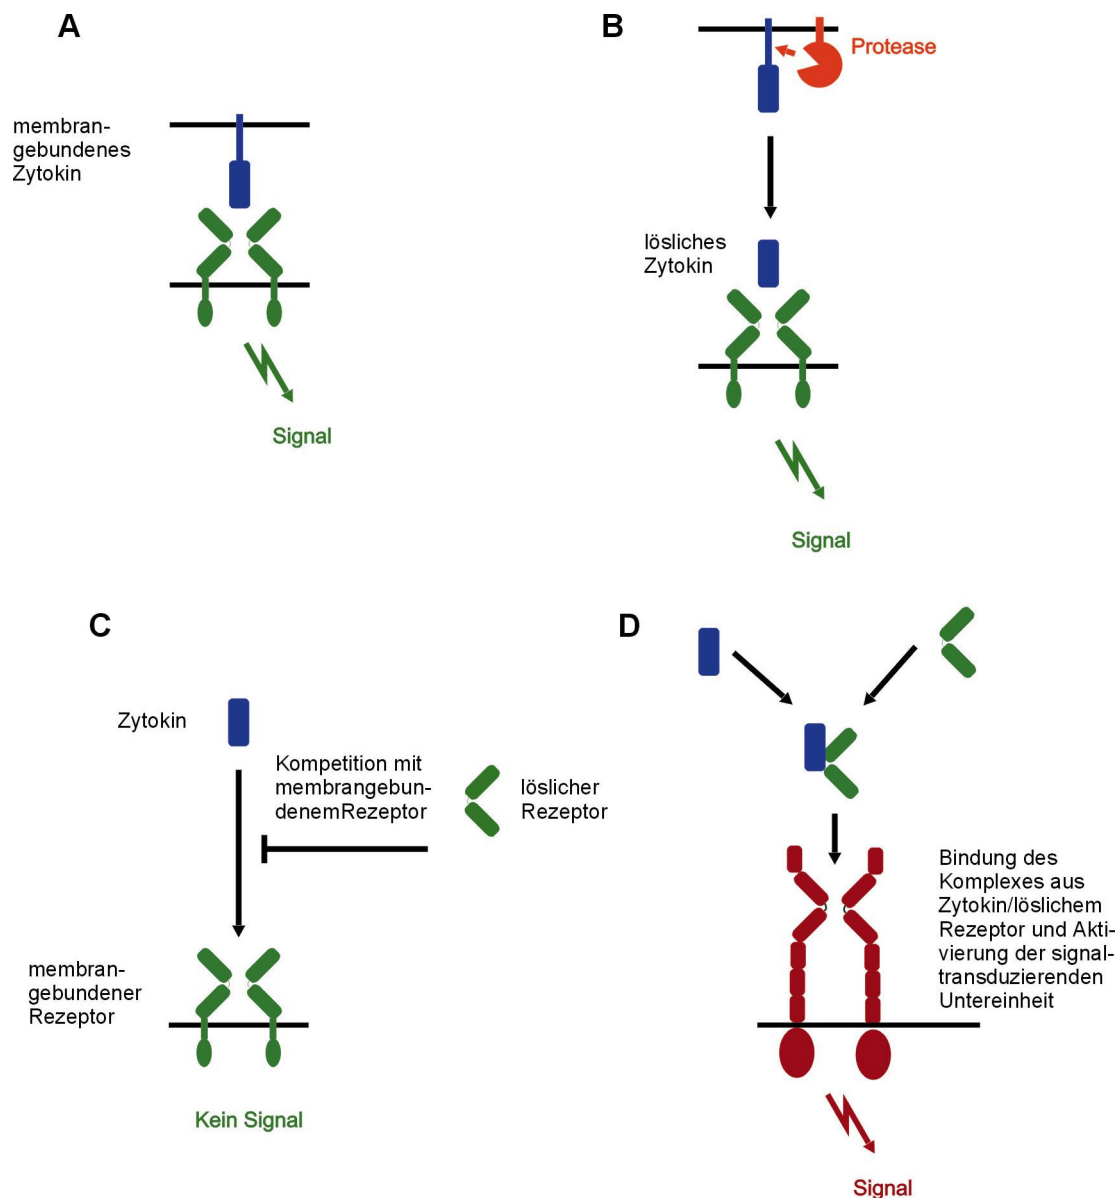 A
membran-
gebundenes
Zytokin
Signal
B
Protease
lösliches
Zytokin
Signal
C
Zytokin
Kompetition mit
membrangebun-
denemRezeptor
löslicher
Rezeptor
membran-
gebundener
Rezeptor
Kein Signal
D
Bindung des
Komplexes aus
Zytokin/löslichem
Rezeptor und Akti-
vierung der signal-
transduzierenden
Untereinheit
Signal